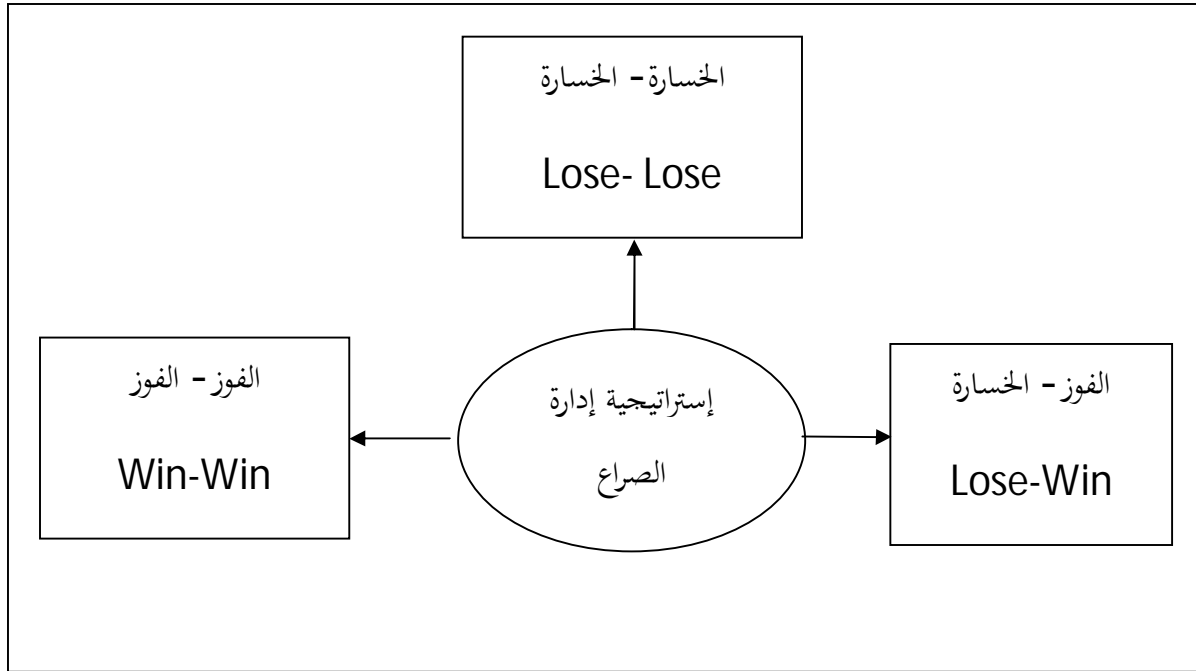 الخسارة - الخسارة
Lose- Lose
الفوز - الفوز
Win-Win
إستراتيجية إدارة
الصراع
الفوز - الخسارة
Lose-Win